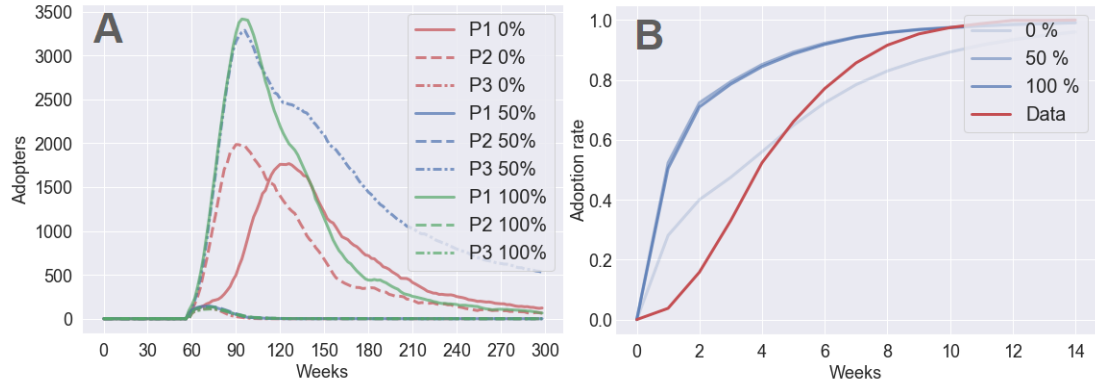 A
3500
3000
2500
2000
1500
1000
500
0
Adopters
0 30 60 90 120 150 180 210 240 270 300
Weeks
P1 0%
P2 0%
P3 0%
P1 50%
P2 50%
P3 50%
P1 100%
P2 100%
P3 100%
B
1.0
0.8
0.6
0.4
0.2
0.0
Adoption rate
0 2 4 6 8 10 12 14
Weeks
0 %
50 %
100 %
Data